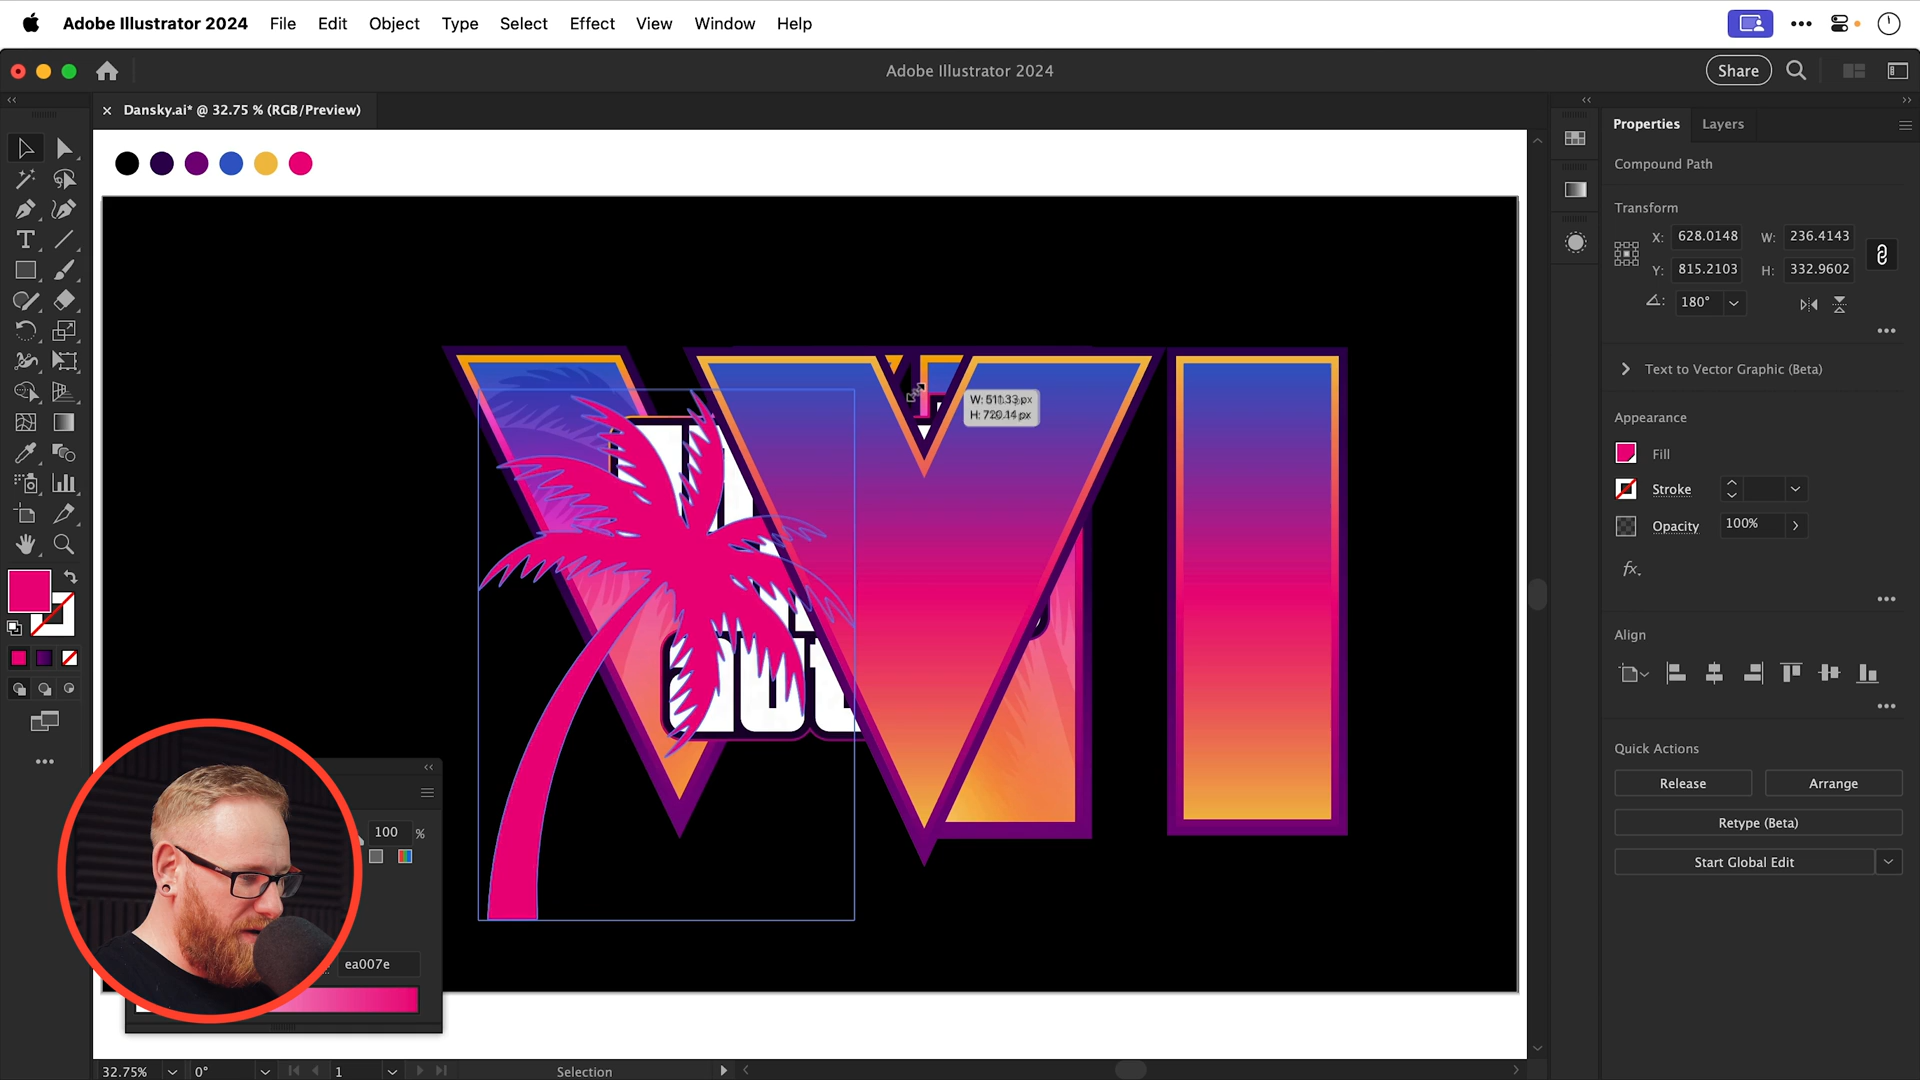 Adobe Illustrator 2024 File Edit Object Type Select Effect View Window Help
Adobe Illustrator 2024
Share
Dansky.ai* @ 32.75 % (RGB/Preview)
Properties Layers
Compound Path
Transform
X: 628.0148 W: 236.4143
Y: 815.2103 H: 332.9602
180°
Text to Vector Graphic (Beta)
Appearance
Fill
Stroke
Opacity 100%
fx.
Align
Quick Actions
Release Arrange
Retype (Beta)
Start Global Edit
W: 511.33 px
H: 720.14 px
VI
100 %
ea007e
32.75% 0° 1 Selection